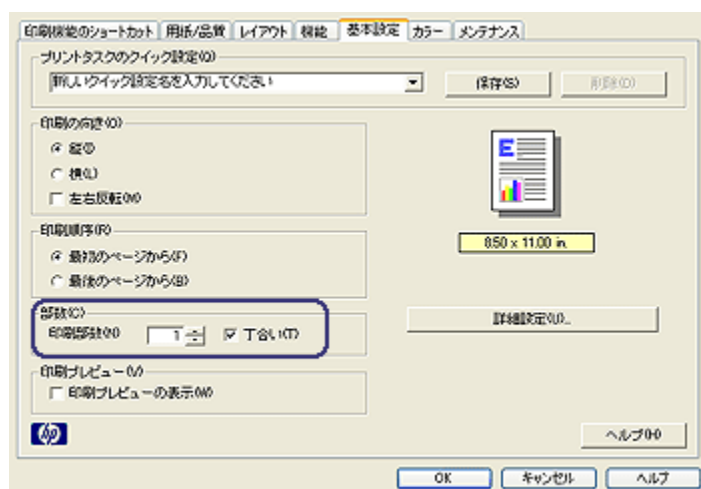 印刷機能のショートカット 用紙/品質 レイアウト 機能 基本設定 カラー メンテナンス
プリントタスクのクイック設定(Q)
新しいクイック設定名を入力してください 保存(S) 削除(D)
印刷の向き(O)
縦(I)
横(L)
左右反転(M)
E
印刷順序(R)
8.50 x 11.00 in.
最初のページから(F)
最後のページから(B)
部数(C)
印刷部数(N) 1 丁合い(T)
詳細設定(U)...
印刷プレビュー(V)
印刷プレビューの表示(W)
hp
ヘルプ(H)
OK キャンセル ヘルプ